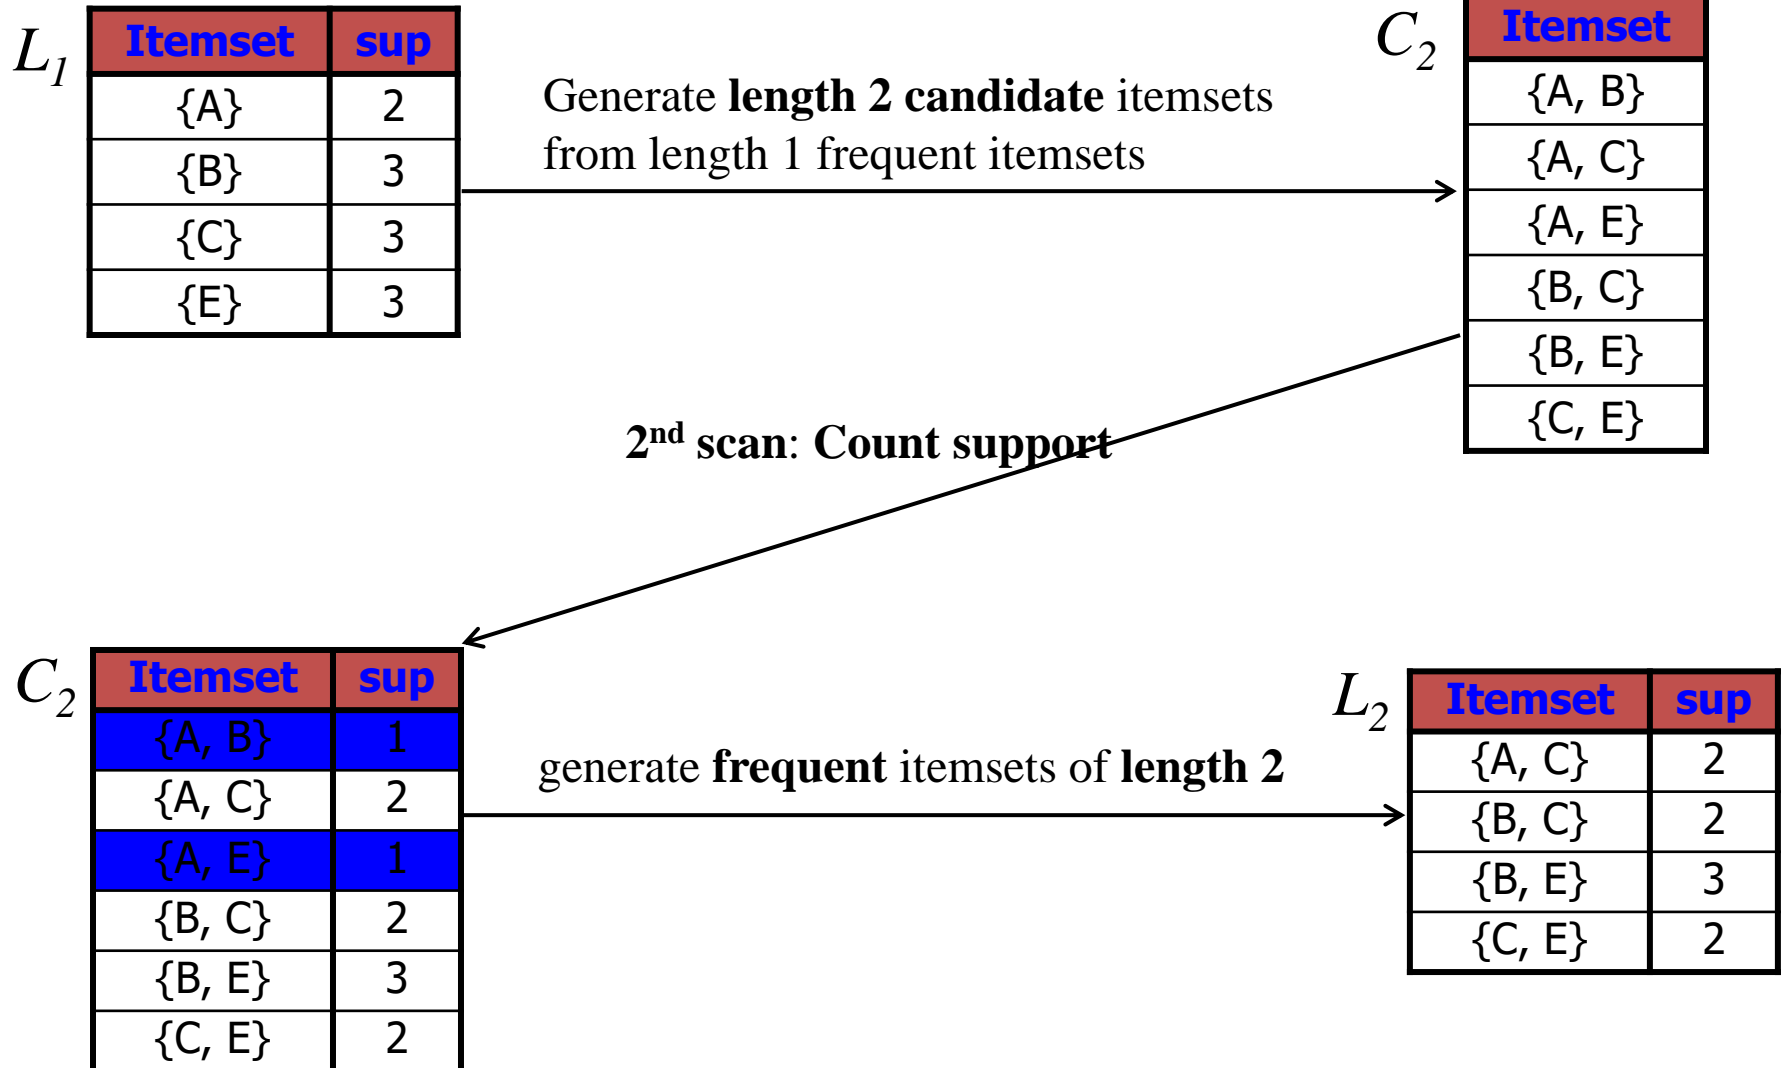 L1
Itemset sup
{A} 2
{B} 3
{C} 3
{E} 3
Generate length 2 candidate itemsets
from length 1 frequent itemsets
C2
Itemset
{A, B}
{A, C}
{A, E}
{B, C}
{B, E}
{C, E}
2nd scan: Count support
C2
Itemset sup
{A, B} 1
{A, C} 2
{A, E} 1
{B, C} 2
{B, E} 3
{C, E} 2
generate frequent itemsets of length 2
L2
Itemset sup
{A, C} 2
{B, C} 2
{B, E} 3
{C, E} 2